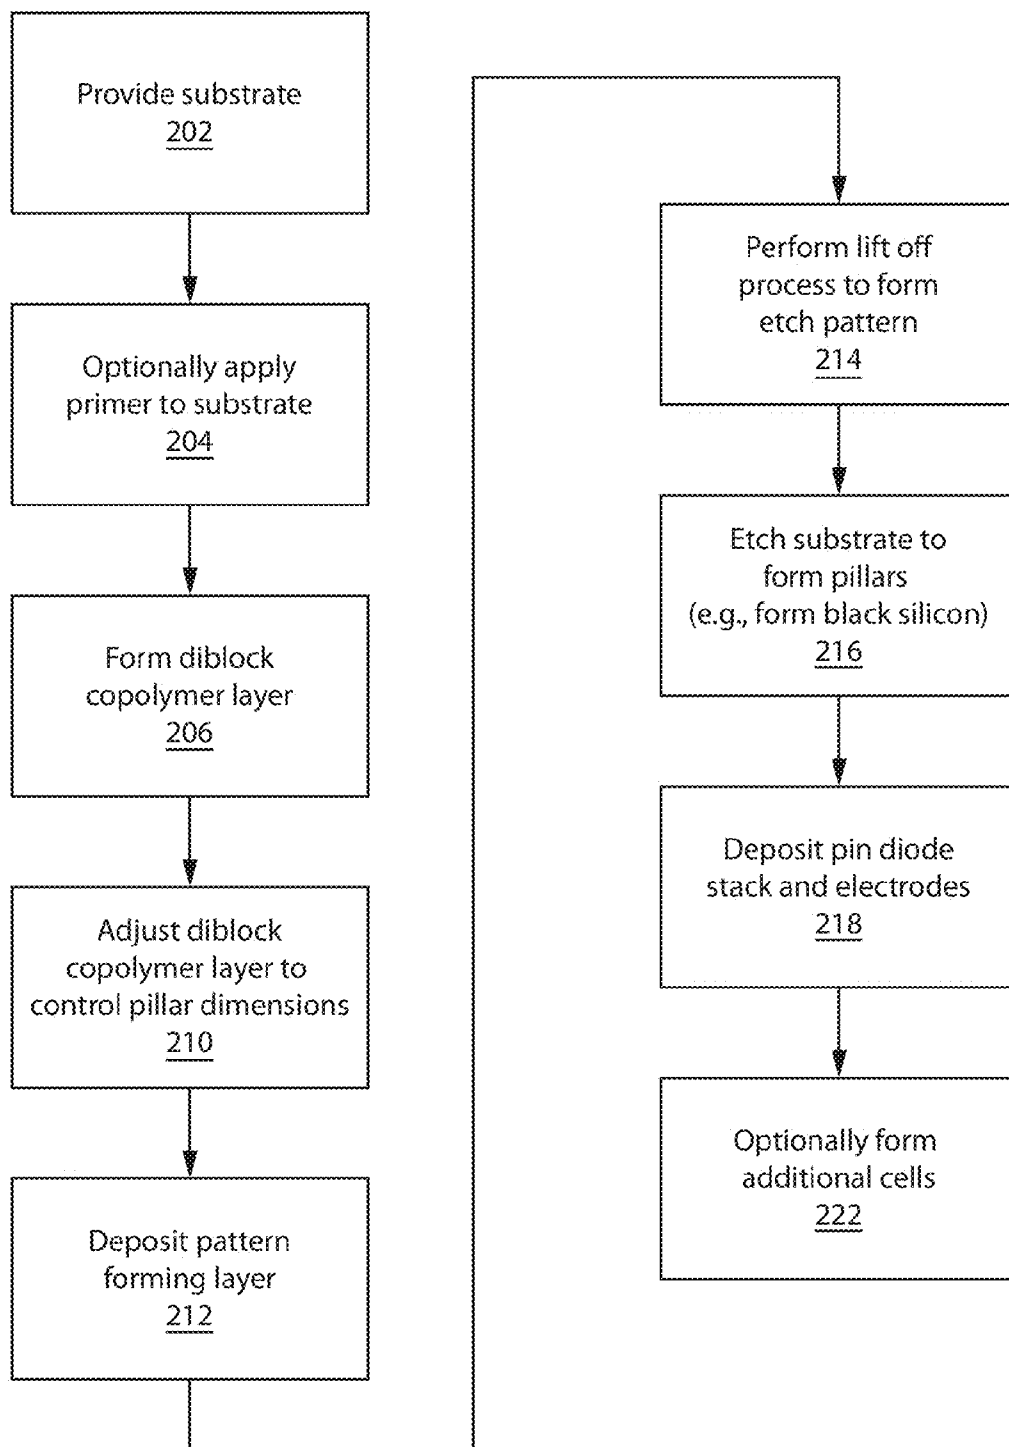 Provide substrate
202
Optionally apply
primer to substrate
204
Form diblock
copolymer layer
206
Adjust diblock
copolymer layer to
control pillar dimensions
210
Deposit pattern
forming layer
212
Perform lift off
process to form
etch pattern
214
Etch substrate to
form pillars
(e.g., form black silicon)
216
Deposit pin diode
stack and electrodes
218
Optionally form
additional cells
222